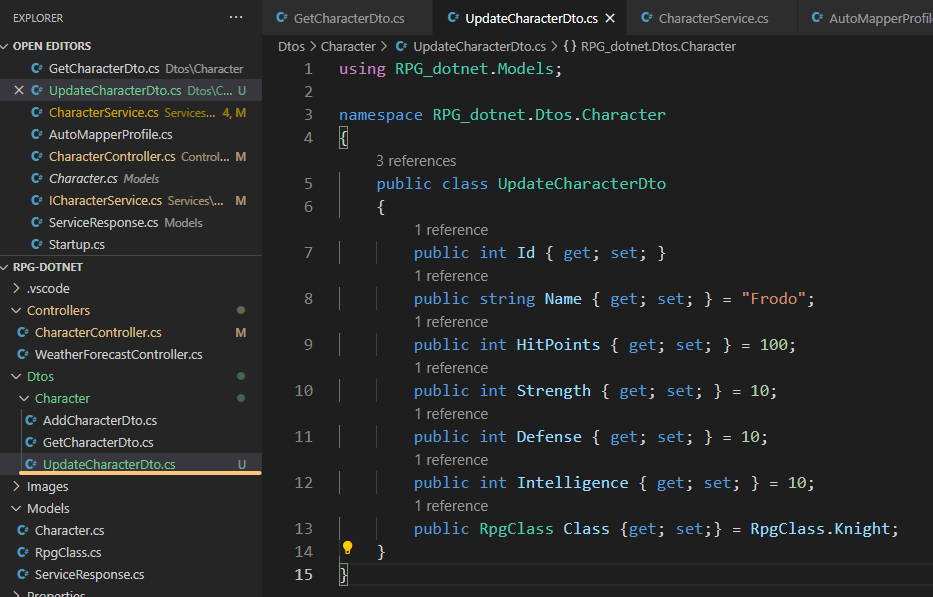 EXPLORER ...
OPEN EDITORS
GetCharacterDto.cs Dtos\Character
UpdateCharacterDto.cs Dtos\C... U
CharacterService.cs Services... 4, M
AutoMapperProfile.cs
CharacterController.cs Control... M
Character.cs Models
ICharacterService.cs Services\... M
ServiceResponse.cs Models
Startup.cs
RPG-DOTNET
.vscode
Controllers
CharacterController.cs M
WeatherForecastController.cs
Dtos
Character
AddCharacterDto.cs
GetCharacterDto.cs
UpdateCharacterDto.cs U
Images
Models
Character.cs
RpgClass.cs
ServiceResponse.cs
Properties
GetCharacterDto.cs UpdateCharacterDto.cs CharacterService.cs AutoMapperProfil
Dtos > Character > UpdateCharacterDto.cs > {} RPG_dotnet.Dtos.Character
1 using RPG_dotnet.Models;
2
3 namespace RPG_dotnet.Dtos.Character
4 {
3 references
5 public class UpdateCharacterDto
6 {
1 reference
7 public int Id { get; set; }
1 reference
8 public string Name { get; set; } = "Frodo";
1 reference
9 public int HitPoints { get; set; } = 100;
1 reference
10 public int Strength { get; set; } = 10;
1 reference
11 public int Defense { get; set; } = 10;
1 reference
12 public int Intelligence { get; set; } = 10;
1 reference
13 public RpgClass Class {get; set;} = RpgClass.Knight;
14 }
15 }